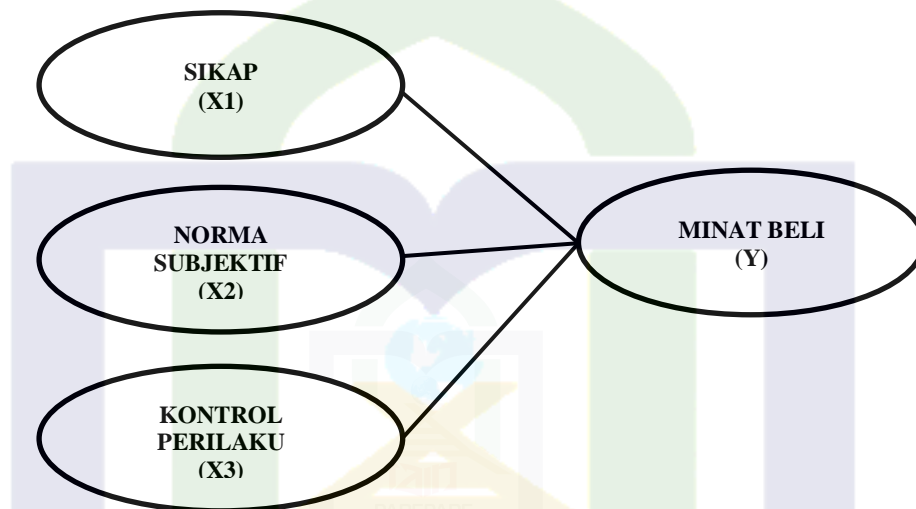 SIKAP
(X1)
NORMA
SUBJEKTIF
(X2)
KONTROL
PERILAKU
(X3)
MINAT BELI
(Y)